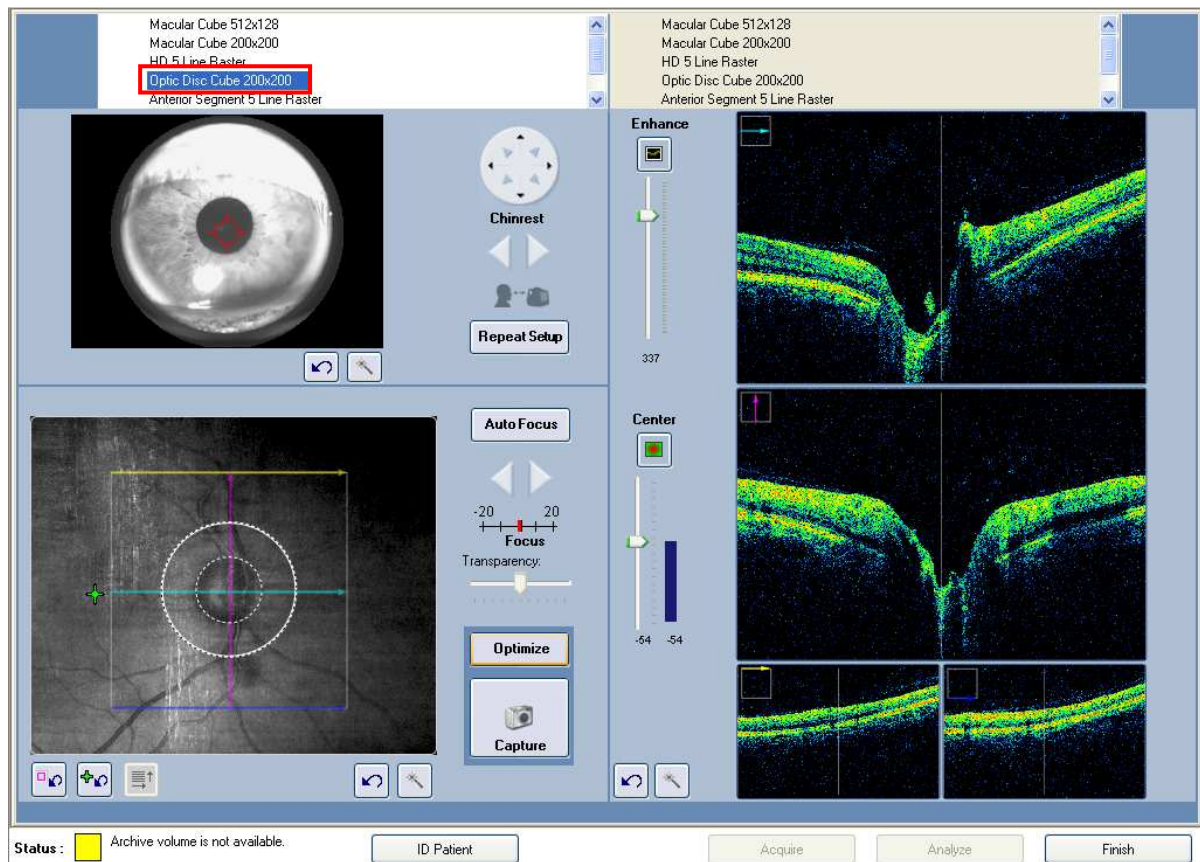 Macular Cube 512x128
Macular Cube 200x200
HD 5 Line Raster
Optic Disc Cube 200x200
Anterior Segment 5 Line Raster
Macular Cube 512x128
Macular Cube 200x200
HD 5 Line Raster
Optic Disc Cube 200x200
Anterior Segment 5 Line Raster
Chinrest
Repeat Setup
Enhance
337
Auto Focus
-20 20
Focus
Transparency:
Optimize
Capture
Center
-54 -54
Status : Archive volume is not available. ID Patient Acquire Analyze Finish